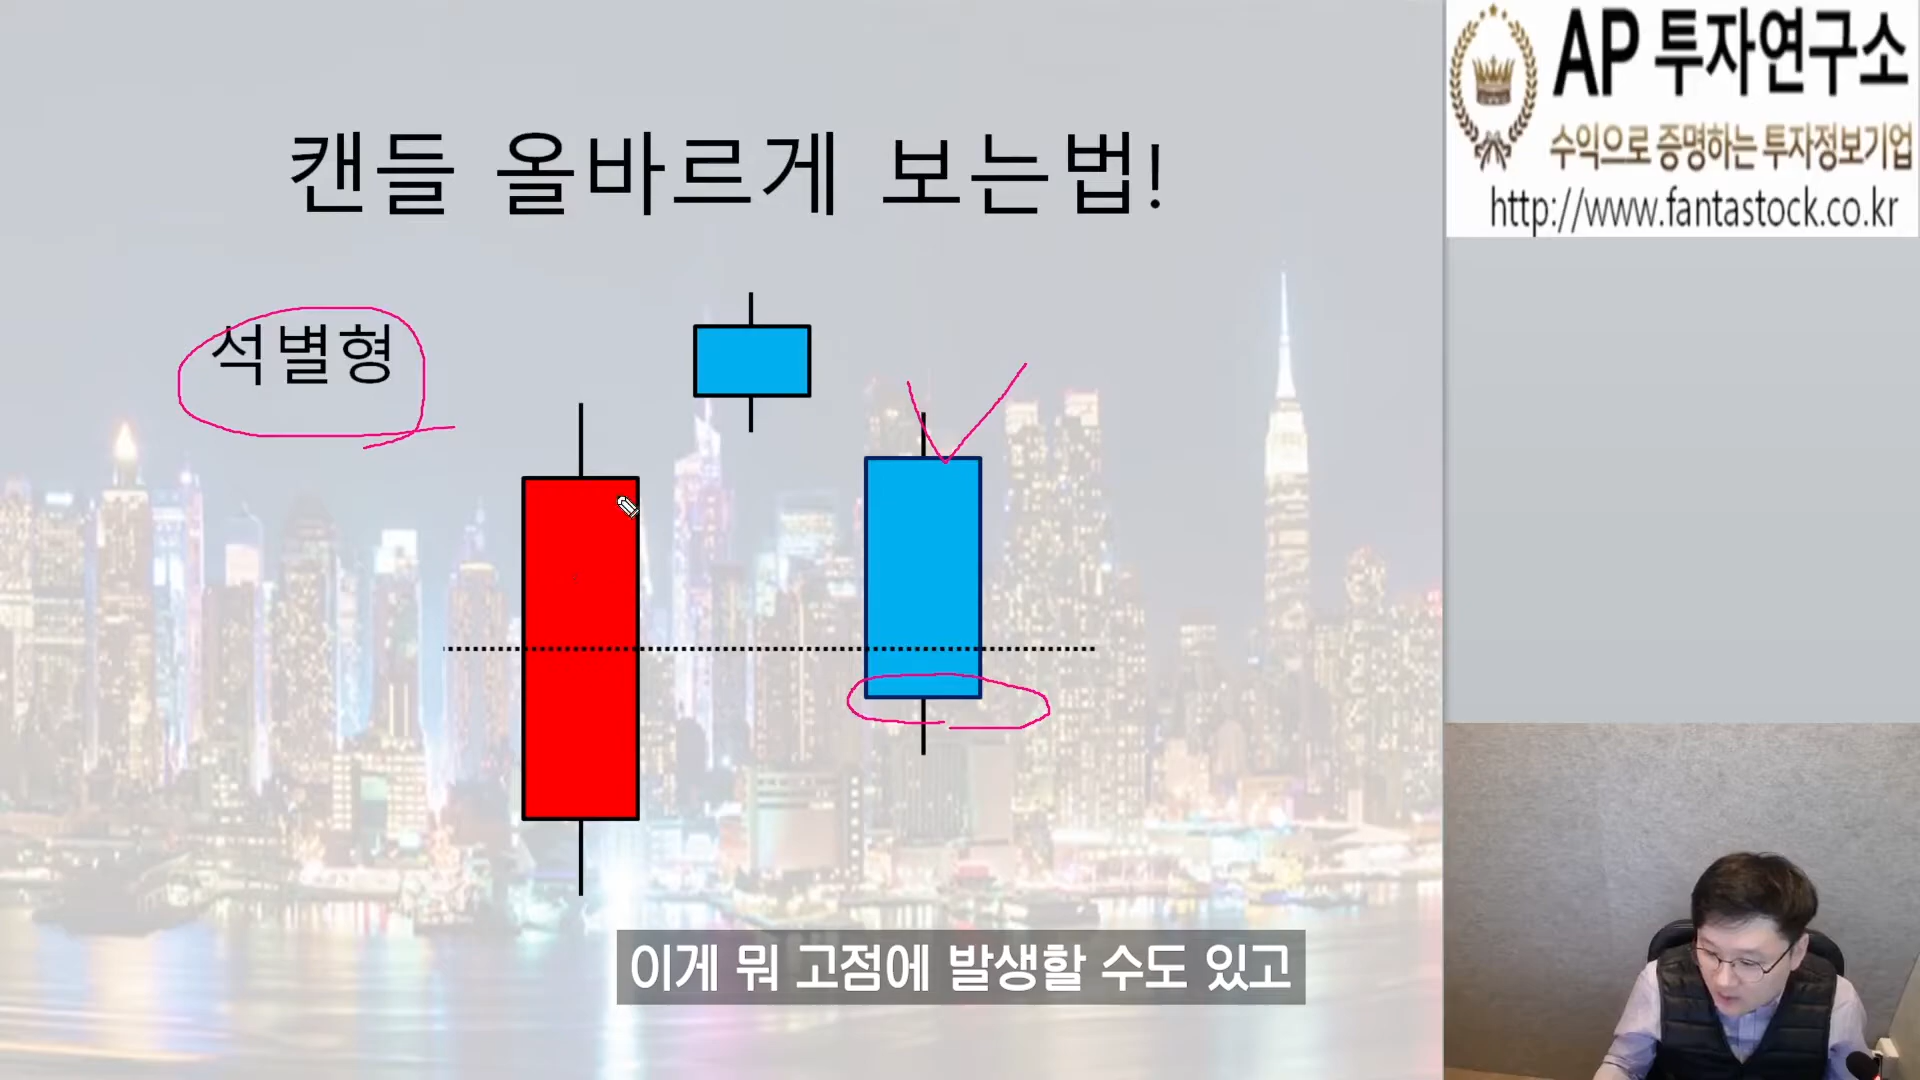 캔들 올바르게 보는법!
석별형
이게 뭐 고점에 발생할 수도 있고
AP 투자연구소
수익으로 증명하는 투자정보기업
http://www.fantastock.co.kr